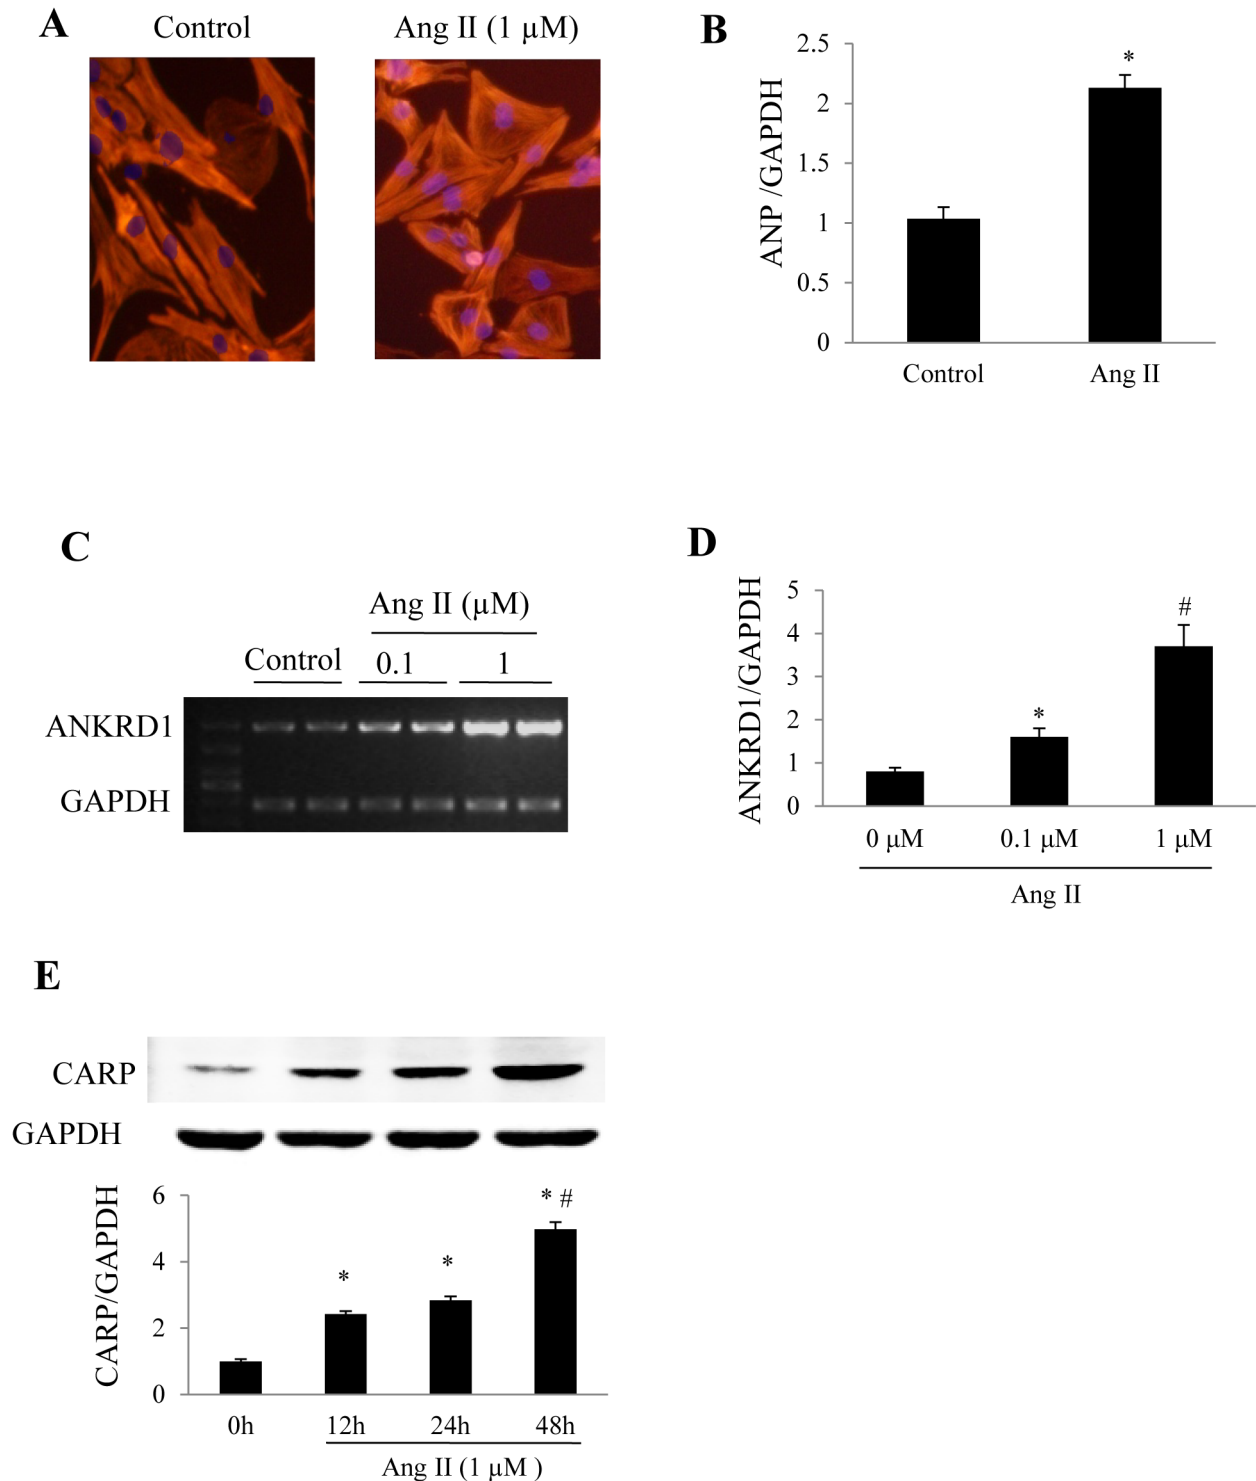 A
Control
Ang II (1 µM)
B
2.5
2
1.5
1
0.5
0
ANP /GAPDH
*
Control
Ang II
C
Ang II (µM)
Control
0.1
1
ANKRD1
GAPDH
D
5
4
3
2
1
0
ANKRD1/GAPDH
*
#
0 µM
0.1 µM
1 µM
Ang II
E
CARP
GAPDH
6
4
2
0
CARP/GAPDH
*
*
* #
0h
12h
24h
48h
Ang II (1 µM )